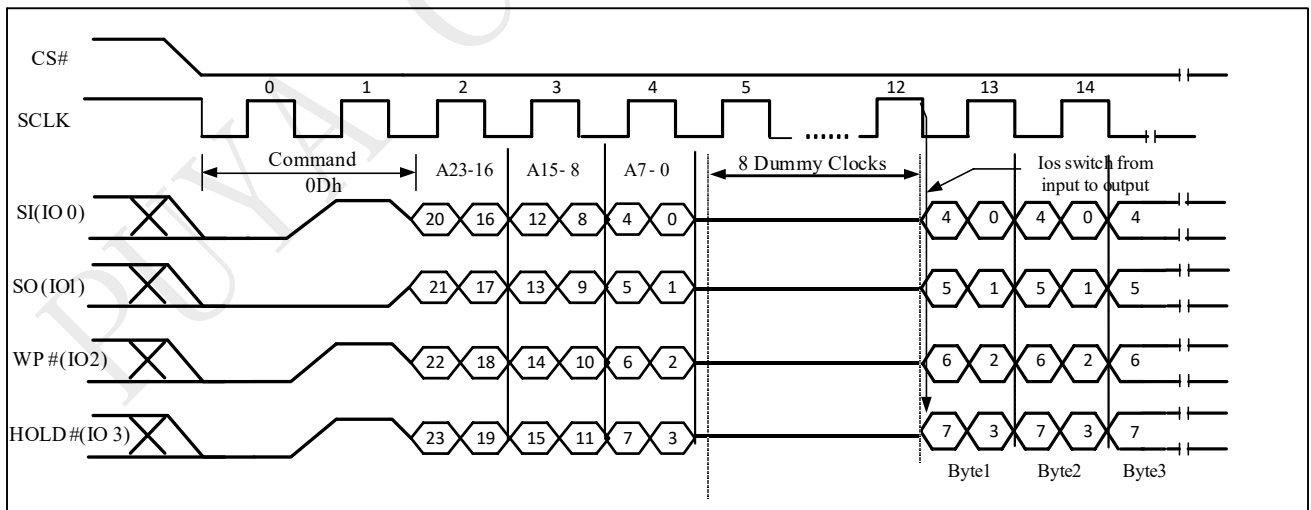 PUYA
CS#
0 1 2 3 4 5 12 13 14
SCLK
......
Command
0Dh
A23-16
A15- 8
A7- 0
8 Dummy Clocks
Ios switch from
input to output
SI(IO 0) 20 16 12 8 4 0 4 0 4 0 4
SO(IO1) 21 17 13 9 5 1 5 1 5 1 5
WP #(IO2) 22 18 14 10 6 2 6 2 6 2 6
HOLD #(IO 3) 23 19 15 11 7 3 7 3 7 3 7
Byte1 Byte2 Byte3